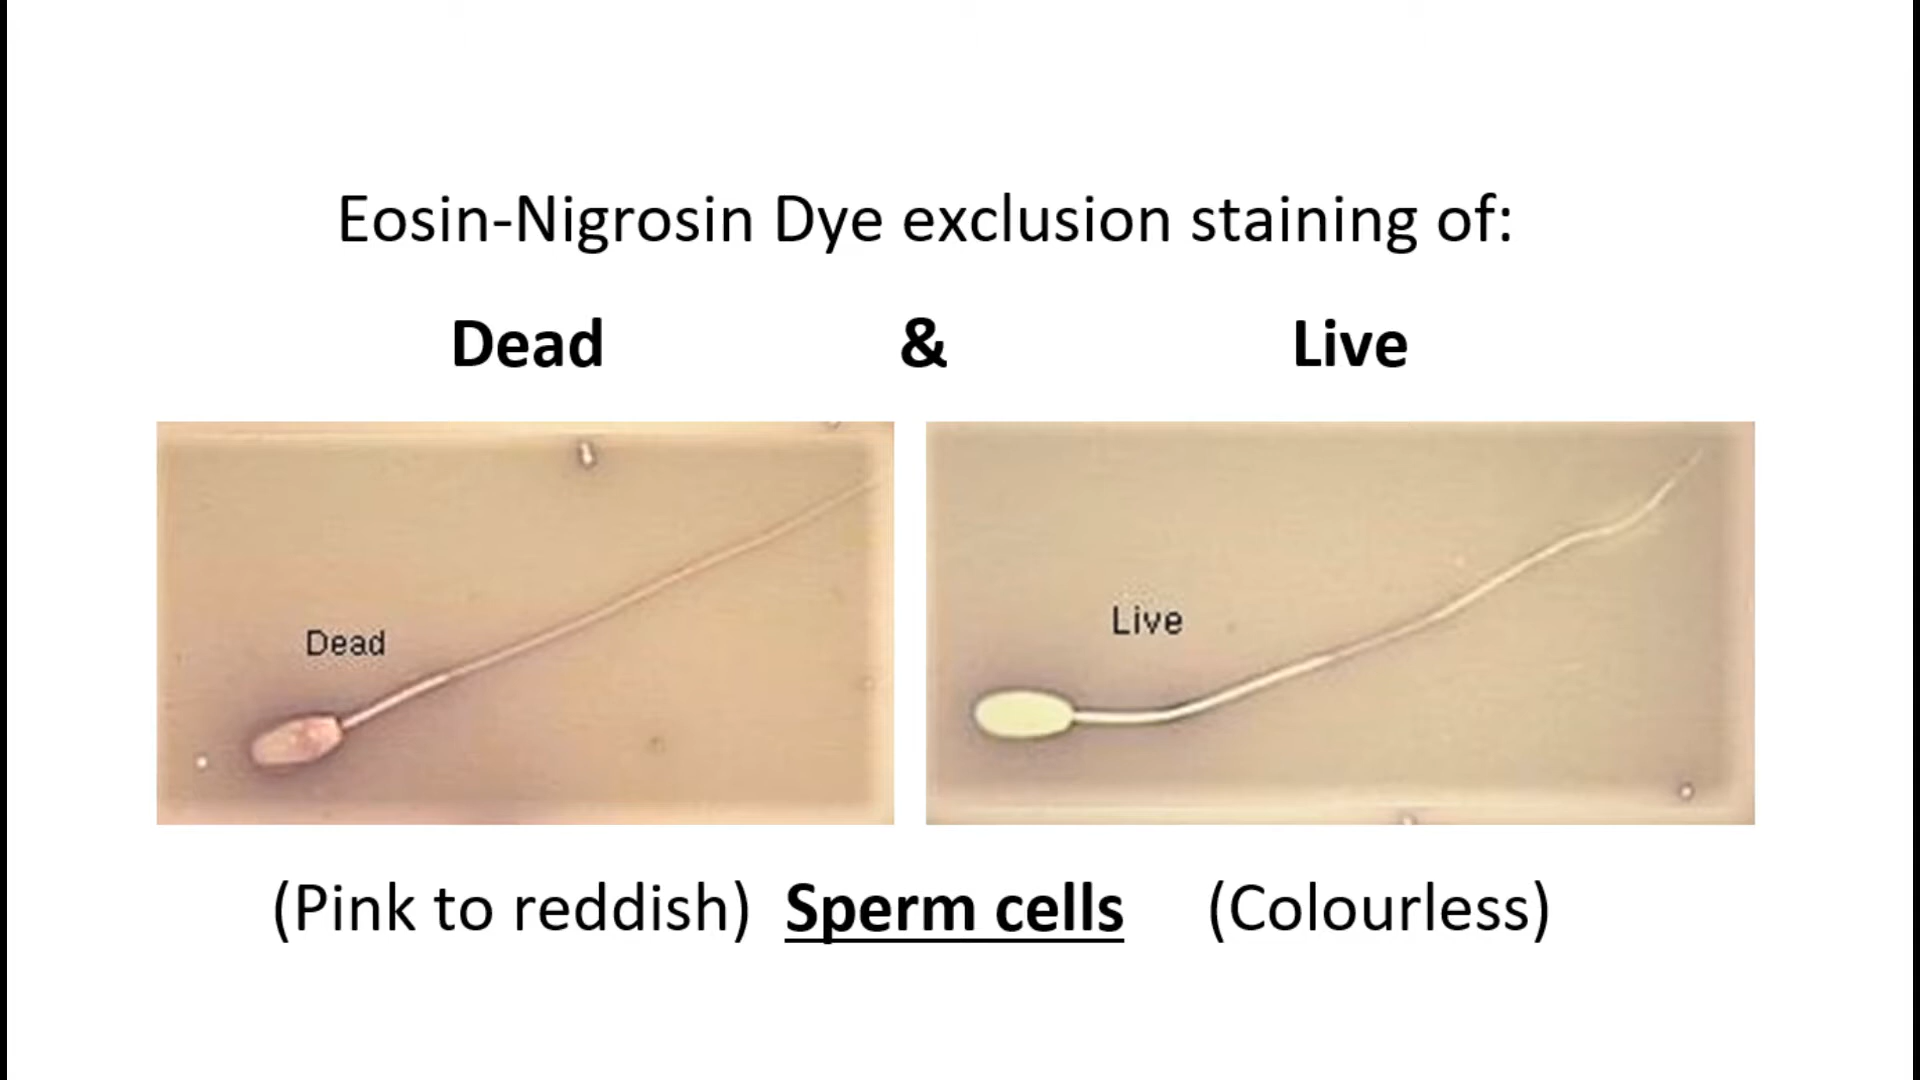 Eosin-Nigrosin Dye exclusion staining of:
Dead & Live
Dead
Live
(Pink to reddish) Sperm cells (Colourless)